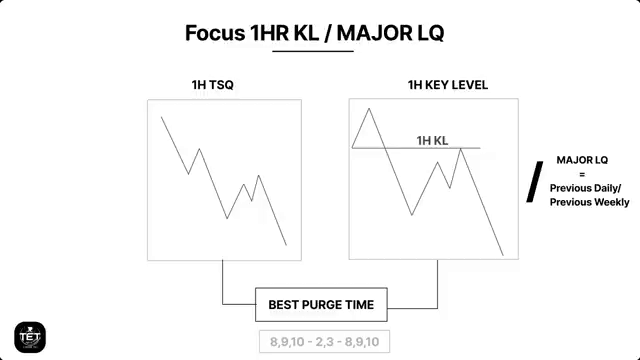 Focus 1HR KL / MAJOR LQ
1H TSQ
1H KEY LEVEL
1H KL
/
MAJOR LQ
=
Previous Daily/
Previous Weekly
BEST PURGE TIME
8,9,10 - 2,3 - 8,9,10
TET